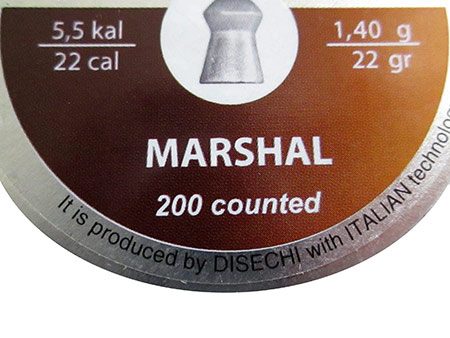 5,5 kal
22 cal
1,40 g
22 gr
MARSHAL
200 counted
It is produced by DISECHI with ITALIAN technolog